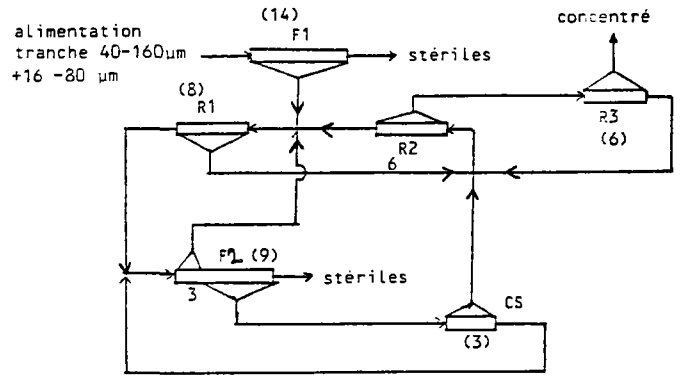 (14)
F1
concentré
alimentation
tranche 40-160µm
+16 -80 µm
stériles
(8)
R1
R2
R3
(6)
6
F2 (9)
stériles
3
CS
(3)